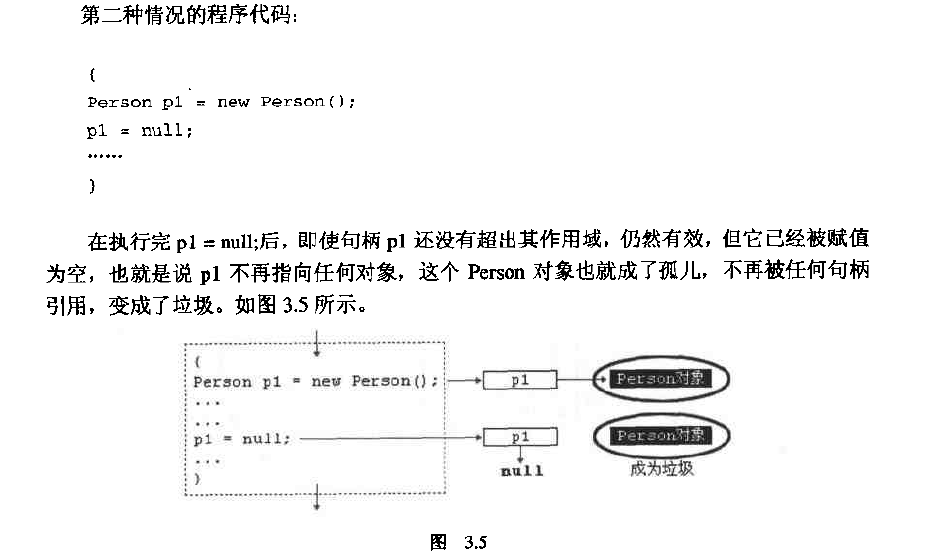 第二种情况的程序代码：
{
Person p1 = new Person();
p1 = null;
……
}
在执行完 p1 = null;后，即使句柄 p1 还没有超出其作用域，仍然有效，但它已经被赋值
为空，也就是说 p1 不再指向任何对象，这个 Person 对象也就成了孤儿，不再被任何句柄
引用，变成了垃圾。如图 3.5 所示。
{
Person p1 = new Person(); p1 Person对象
...
...
p1 = null; p1 Person对象
... null 成为垃圾
}
图 3.5